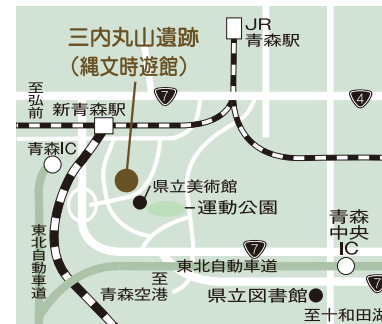 三内丸山遺跡
（縄文時遊館）
JR
青森駅
至弘前
7
4
新青森駅
青森IC
県立美術館
運動公園
青森
中央
IC
7
東北自動車道
東北自動車道
至
青森空港
県立図書館
7
至十和田湖